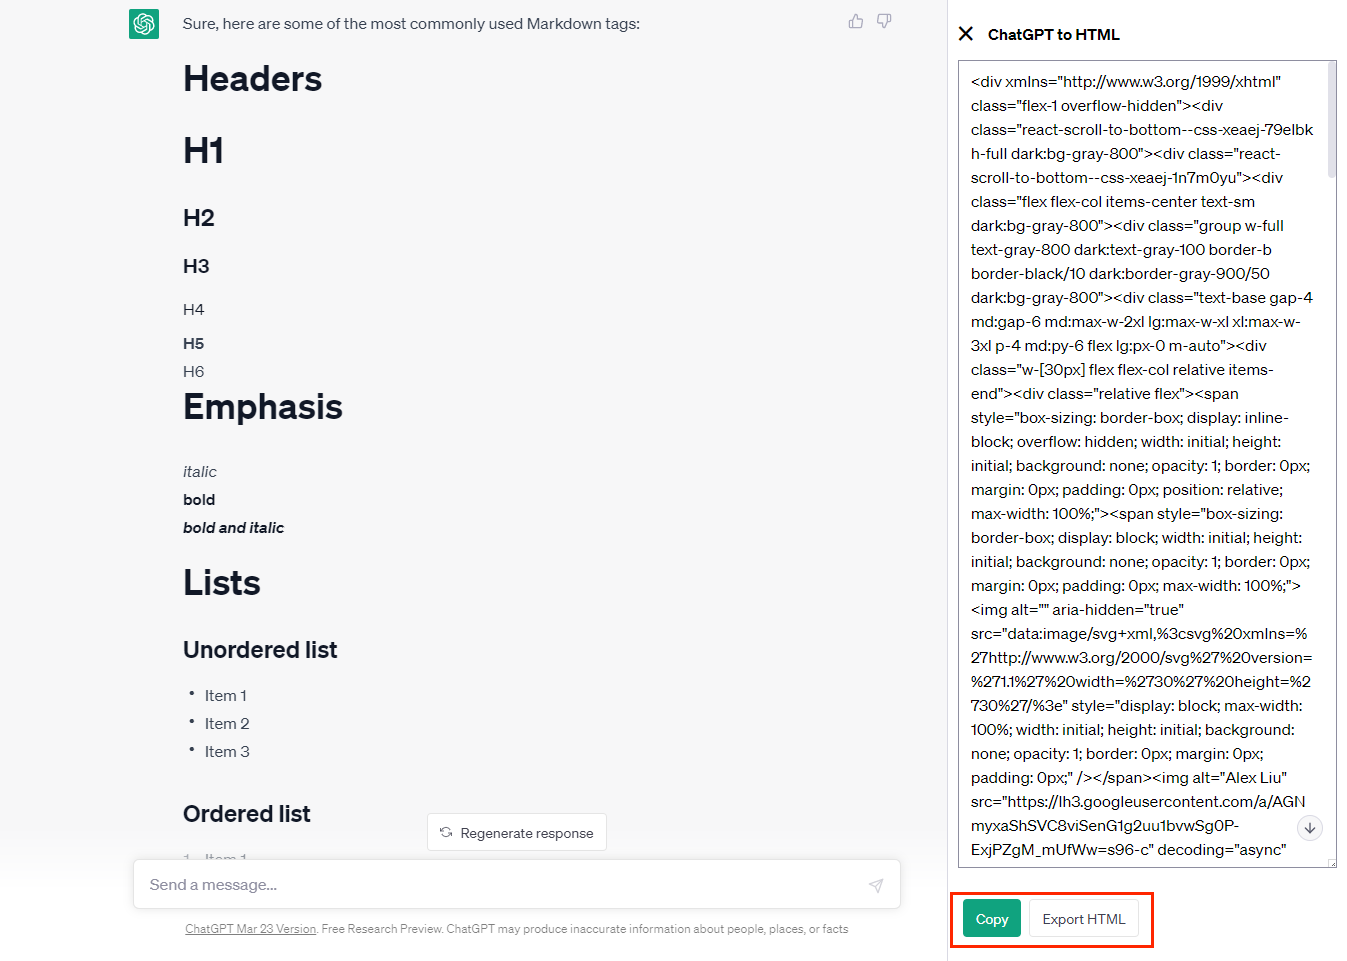 Sure, here are some of the most commonly used Markdown tags:
Headers
H1
H2
H3
H4
H5
H6
Emphasis
italic
bold
bold and italic
Lists
Unordered list
• Item 1
• Item 2
• Item 3
Ordered list
1. Item 1
Regenerate response
Send a message...
ChatGPT Mar 23 Version. Free Research Preview. ChatGPT may produce inaccurate information about people, places, or facts
ChatGPT to HTML
<div xmlns="http://www.w3.org/1999/xhtml"
class="flex-1 overflow-hidden"><div
class="react-scroll-to-bottom--css-xeaej-79elbk
h-full dark:bg-gray-800"><div class="react-
scroll-to-bottom--css-xeaej-1n7m0yu"><div
class="flex flex-col items-center text-sm
dark:bg-gray-800"><div class="group w-full
text-gray-800 dark:text-gray-100 border-b
border-black/10 dark:border-gray-900/50
dark:bg-gray-800"><div class="text-base gap-4
md:gap-6 md:max-w-2xl lg:max-w-xl xl:max-w-
3xl p-4 md:py-6 flex lg:px-0 m-auto"><div
class="w-[30px] flex flex-col relative items-
end"><div class="relative flex"><span
style="box-sizing: border-box; display: inline-
block; overflow: hidden; width: initial; height:
initial; background: none; opacity: 1; border: 0px;
margin: 0px; padding: 0px; position: relative;
max-width: 100%;"><span style="box-sizing:
border-box; display: block; width: initial; height:
initial; background: none; opacity: 1; border: 0px;
margin: 0px; padding: 0px; max-width: 100%;">
<img alt="" aria-hidden="true"
src="data:image/svg+xml,%3csvg%20xmlns=%
27http://www.w3.org/2000/svg%27%20version=
%271.1%27%20width=%2730%27%20height=%2
730%27/%3e" style="display: block; max-width:
100%; width: initial; height: initial; background:
none; opacity: 1; border: 0px; margin: 0px;
padding: 0px;" /></span><img alt="Alex Liu"
src="https://lh3.googleusercontent.com/a/AGN
myxaShSVC8viSenG1g2uu1bvwSg0P-
ExjPZgM_mUfWw=s96-c" decoding="async"
Copy
Export HTML